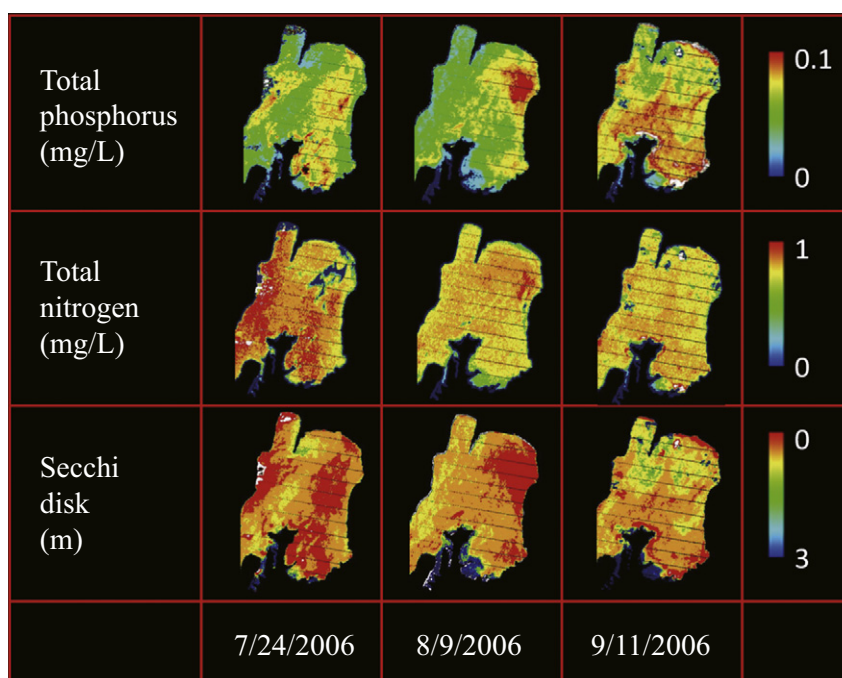 Total
phosphorus
(mg/L)
0.1
0
Total
nitrogen
(mg/L)
1
0
Secchi
disk
(m)
0
3
7/24/2006
8/9/2006
9/11/2006